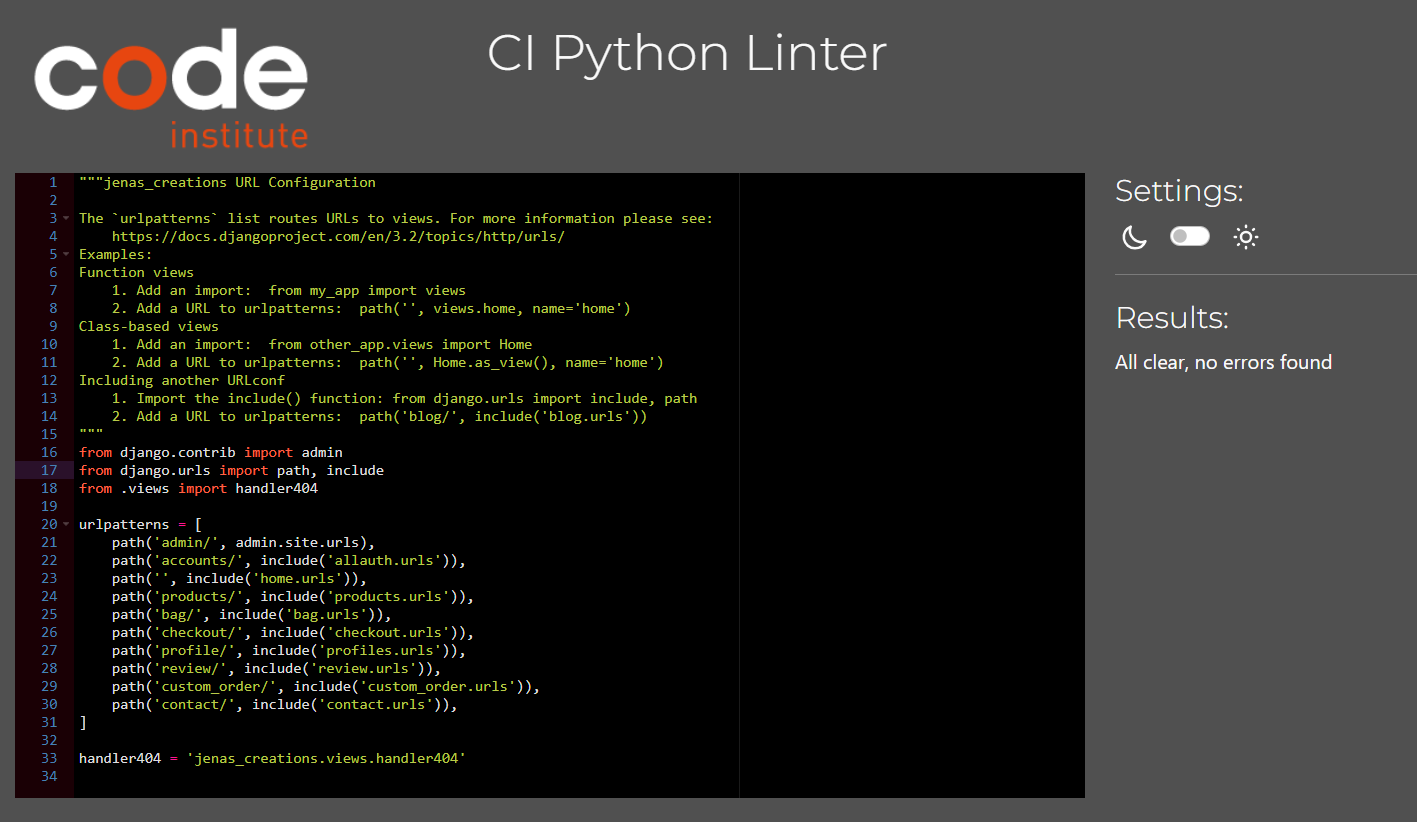 code
institute
CI Python Linter
1 """jenas_creations URL Configuration
2
3 The `urlpatterns` list routes URLs to views. For more information please see:
4     https://docs.djangoproject.com/en/3.2/topics/http/urls/
5 Examples:
6 Function views
7     1. Add an import:  from my_app import views
8     2. Add a URL to urlpatterns:  path('', views.home, name='home')
9 Class-based views
10     1. Add an import:  from other_app.views import Home
11     2. Add a URL to urlpatterns:  path('', Home.as_view(), name='home')
12 Including another URLconf
13     1. Import the include() function: from django.urls import include, path
14     2. Add a URL to urlpatterns:  path('blog/', include('blog.urls'))
15 """
16 from django.contrib import admin
17 from django.urls import path, include
18 from .views import handler404
19
20 urlpatterns = [
21     path('admin/', admin.site.urls),
22     path('accounts/', include('allauth.urls')),
23     path('', include('home.urls')),
24     path('products/', include('products.urls')),
25     path('bag/', include('bag.urls')),
26     path('checkout/', include('checkout.urls')),
27     path('profile/', include('profiles.urls')),
28     path('review/', include('review.urls')),
29     path('custom_order/', include('custom_order.urls')),
30     path('contact/', include('contact.urls')),
31 ]
32
33 handler404 = 'jenas_creations.views.handler404'
34
Settings:
Results:
All clear, no errors found